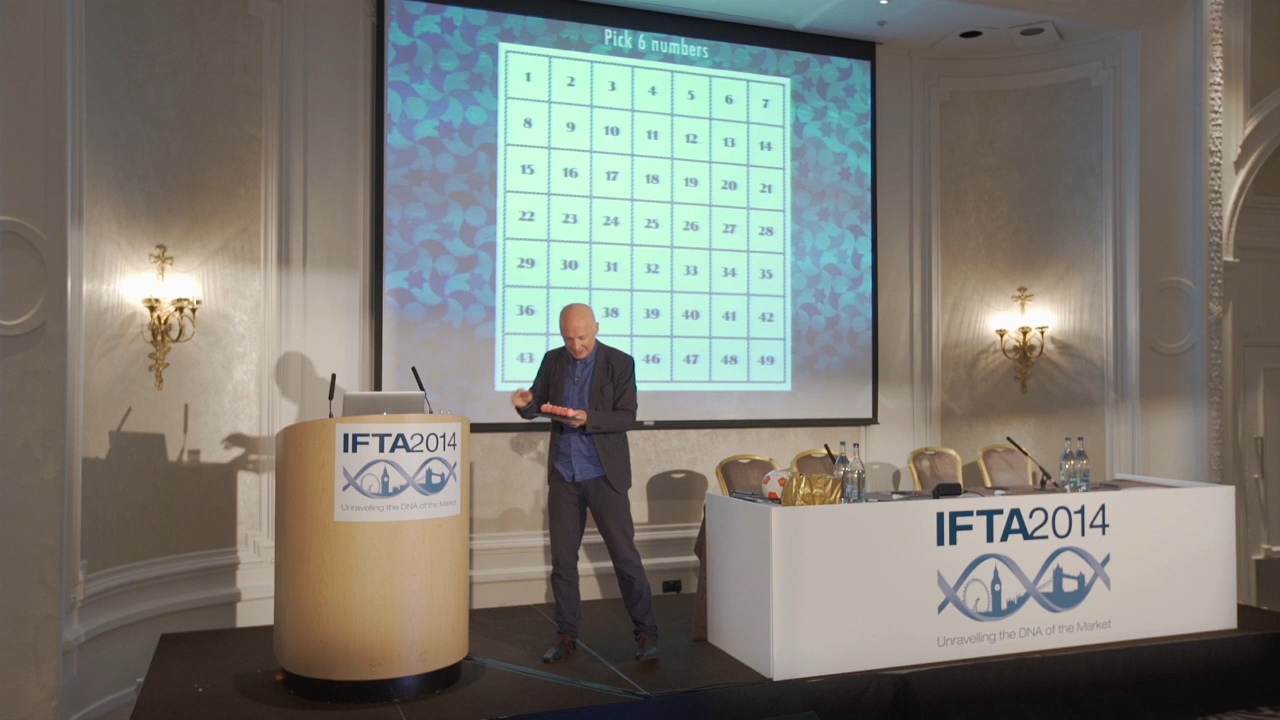 Pick 6 numbers
1 2 3 4 5 6 7
8 9 10 11 12 13 14
15 16 17 18 19 20 21
22 23 24 25 26 27 28
29 30 31 32 33 34 35
36 38 39 40 41 42
43 46 47 48 49
IFTA2014
Unravelling the DNA of the Market
IFTA2014
Unravelling the DNA of the Market